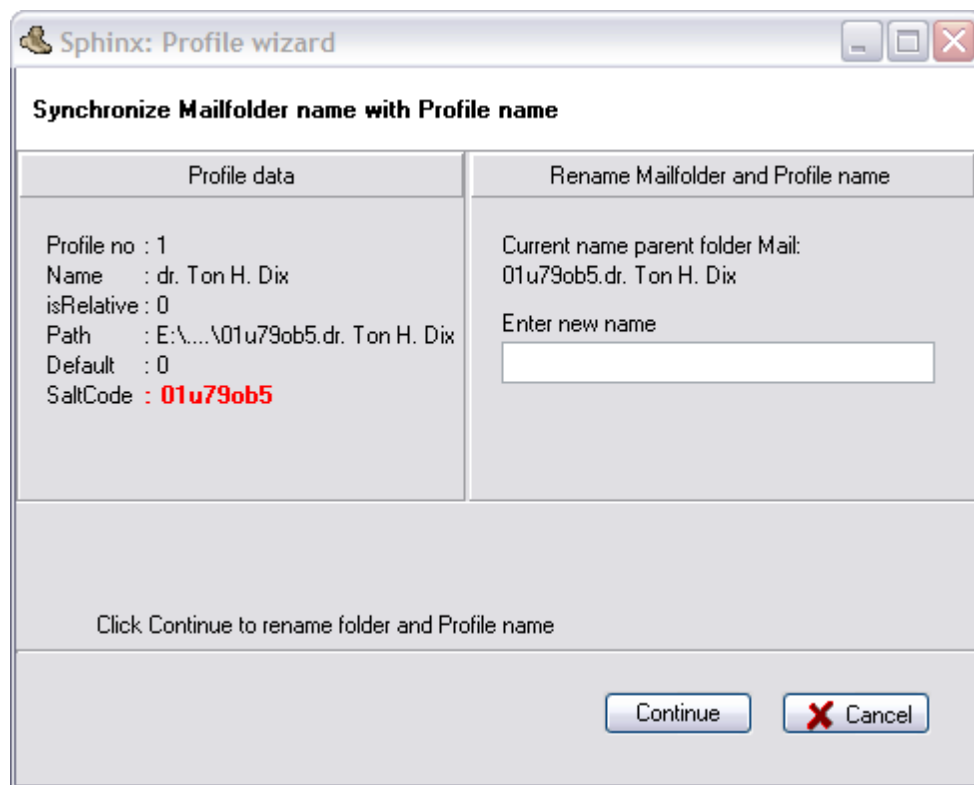 Sphinx: Profile wizard
Synchronize Mailfolder name with Profile name
Profile data
Profile no : 1
Name : dr. Ton H. Dix
isRelative : 0
Path : E:\....\01u79ob5.dr. Ton H. Dix
Default : 0
SaltCode : 01u79ob5
Rename Mailfolder and Profile name
Current name parent folder Mail:
01u79ob5.dr. Ton H. Dix
Enter new name
Click Continue to rename folder and Profile name
Continue
Cancel